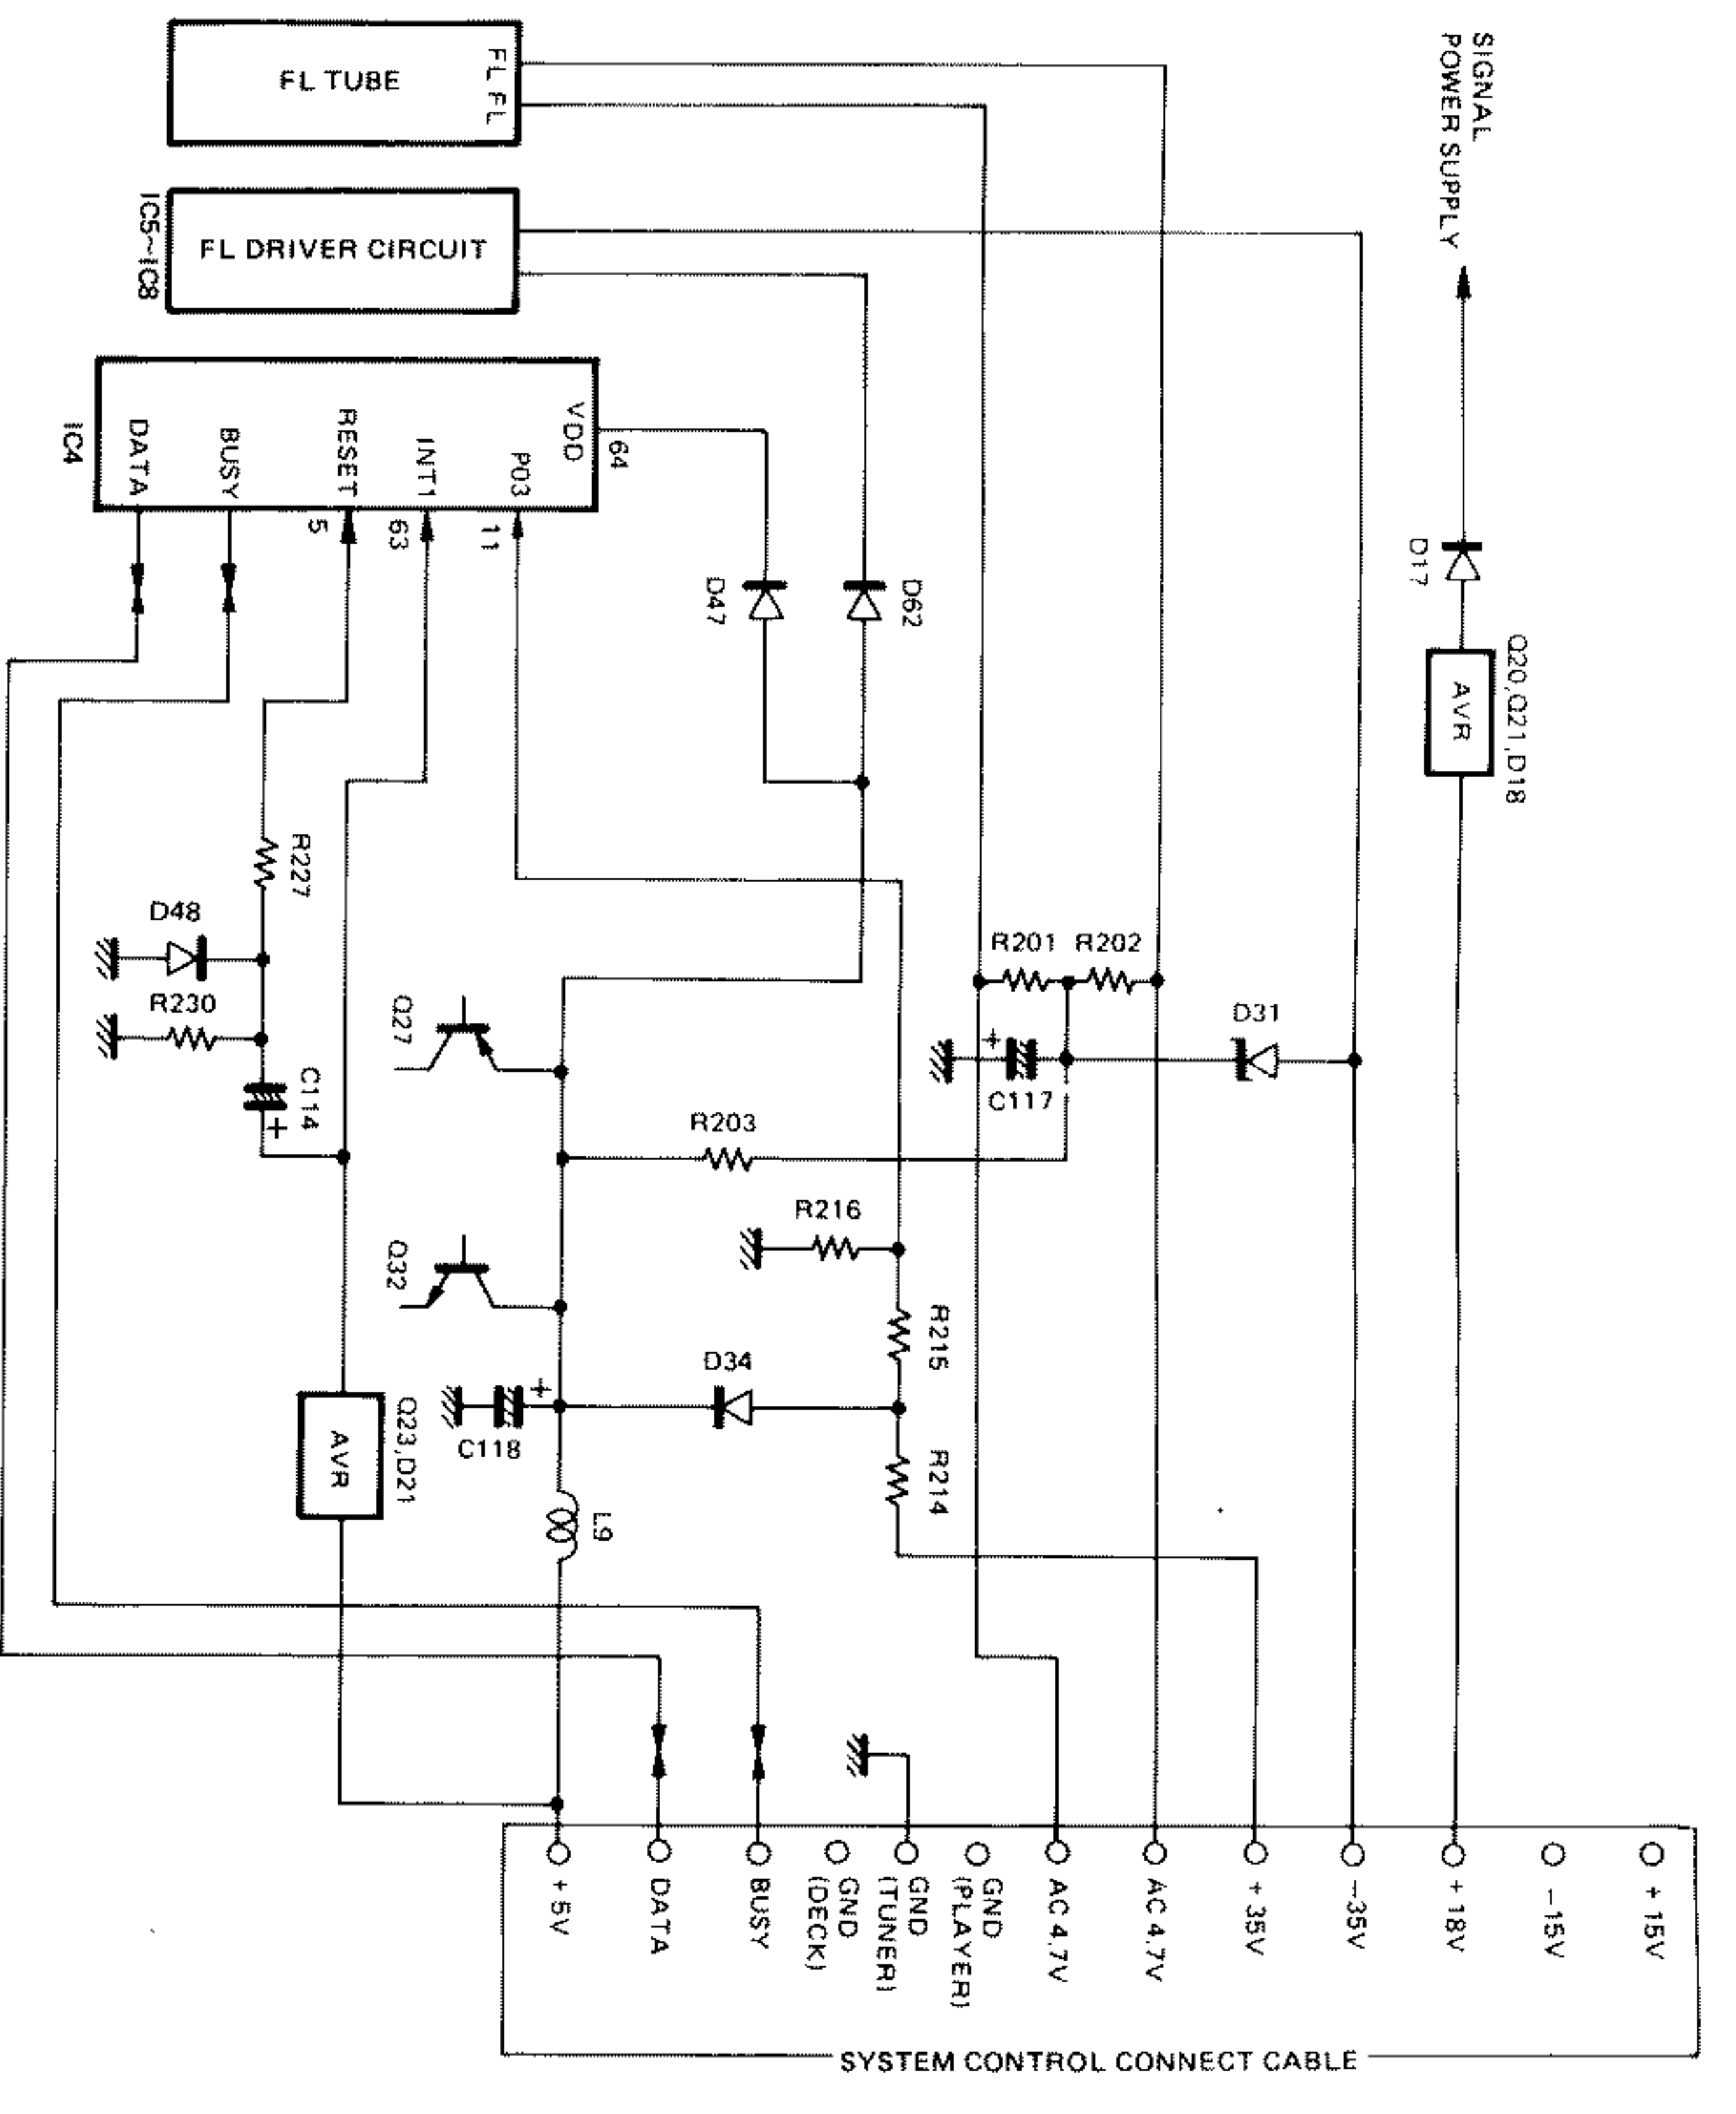 SIGNAL
POWER SUPPLY
FL TUBE
FL FL
FL DRIVER CIRCUIT
IC5~IC8
VDD
64
P03
11
INT1
63
RESET
5
BUSY
DATA
IC4
D17
Q20,Q21,D18
AVR
D47
D62
R227
D48
R230
C114
+
Q27
R201
R202
D31
+
C117
R203
R216
Q32
R215
D34
+
C118
R214
Q23,D21
AVR
L9
+5V
DATA
BUSY
GND
(DECK)
GND
(TUNER)
GND
(PLAYER)
AC 4.7V
AC 4.7V
+35V
-35V
+18V
-15V
+15V
SYSTEM CONTROL CONNECT CABLE